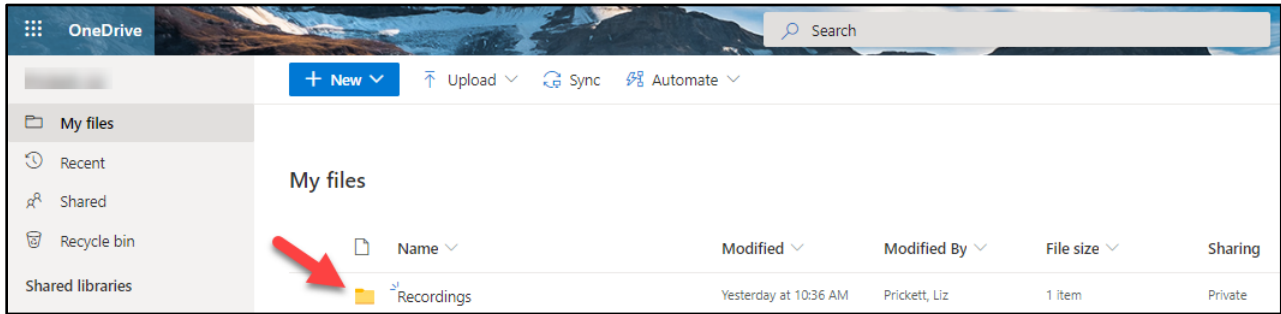 OneDrive
Search
New Upload Sync Automate
My files
Recent
Shared
Recycle bin
Shared libraries
My files
Name Modified Modified By File size Sharing
Recordings Yesterday at 10:36 AM Prickett, Liz 1 item Private